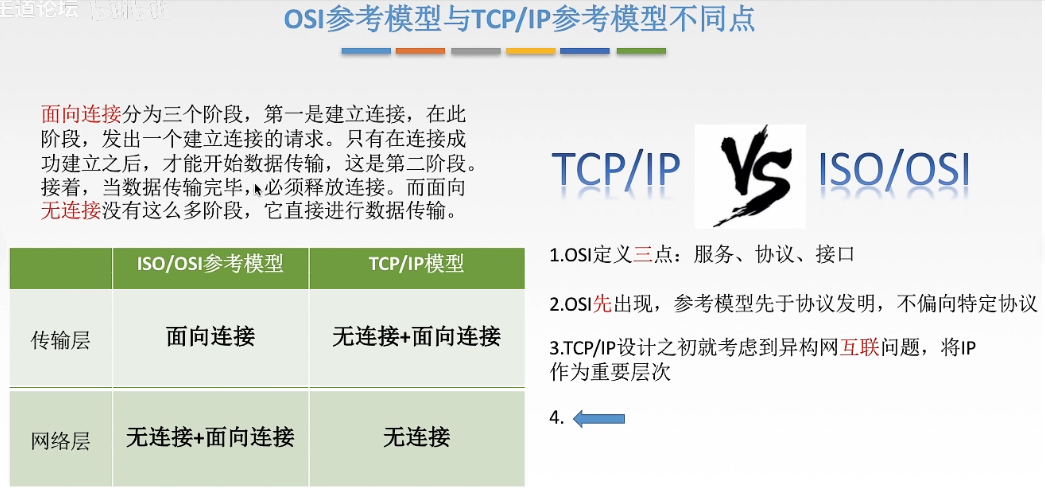 王道论坛
OSI参考模型与TCP/IP参考模型不同点
面向连接分为三个阶段，第一是建立连接，在此
阶段，发出一个建立连接的请求。只有在连接成
功建立之后，才能开始数据传输，这是第二阶段。
接着，当数据传输完毕，必须释放连接。而面向
无连接没有这么多阶段，它直接进行数据传输。
TCP/IP VS ISO/OSI
ISO/OSI参考模型 TCP/IP模型
传输层 面向连接 无连接+面向连接
网络层 无连接+面向连接 无连接
1.OSI定义三点：服务、协议、接口
2.OSI先出现，参考模型先于协议发明，不偏向特定协议
3.TCP/IP设计之初就考虑到异构网互联问题，将IP
作为重要层次
4.